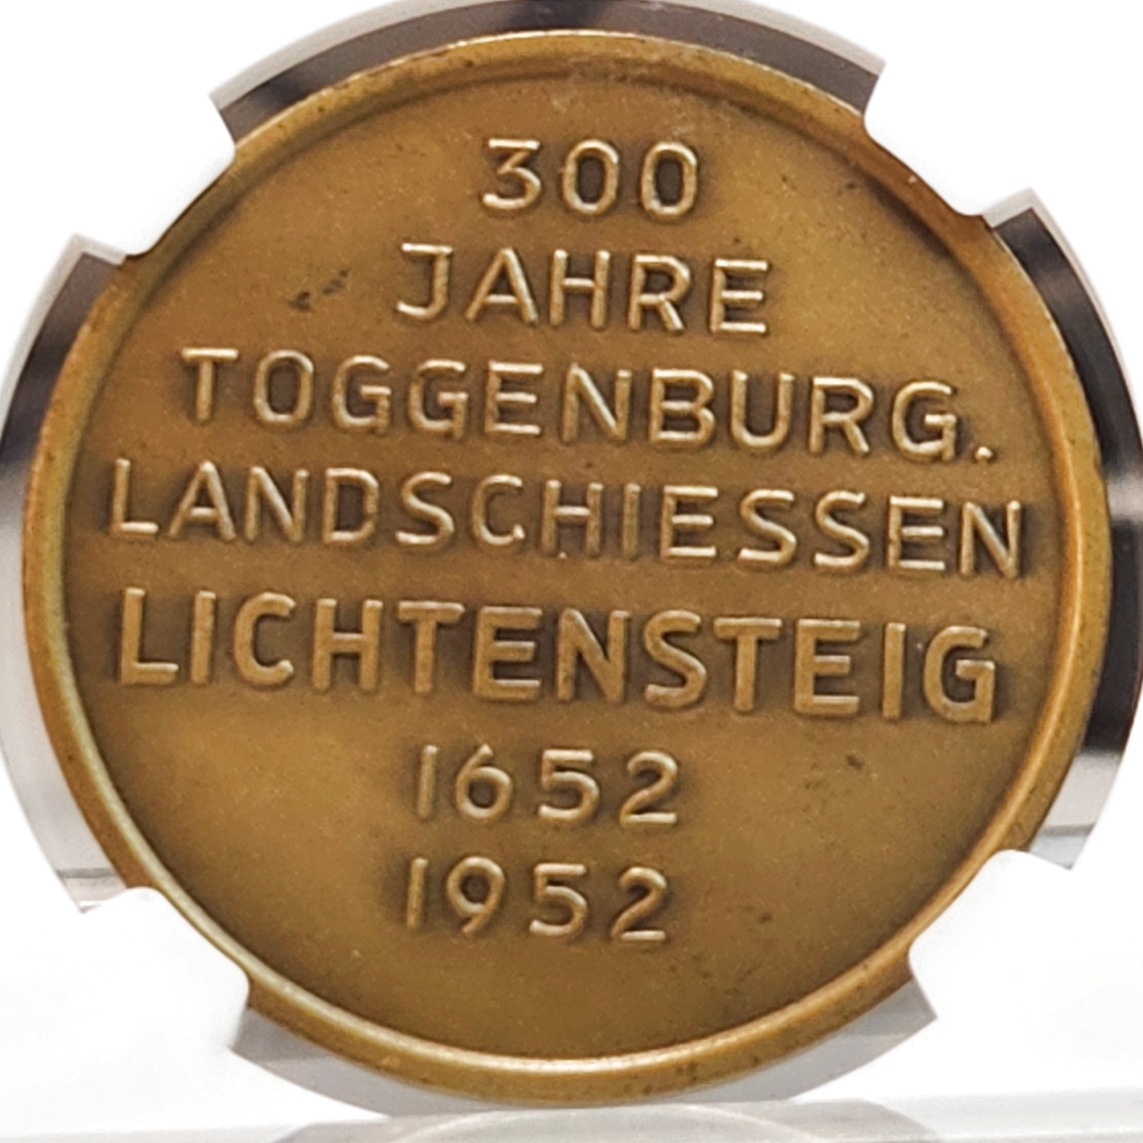 300
JAHRE
TOGGENBURG.
LANDSCHIESSEN
LICHTENSTEIG
1652
1952